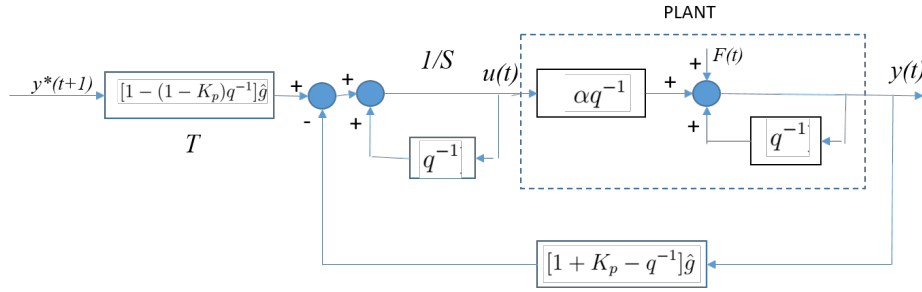 PLANT
y*(t+1)
[1 − (1 − K_p)q^{−1}]ĝ
T
+
-
+
+
1/S
u(t)
αq^{−1}
+
+
F(t)
+
y(t)
q^{−1}
q^{−1}
[1 + K_p − q^{−1}]ĝ